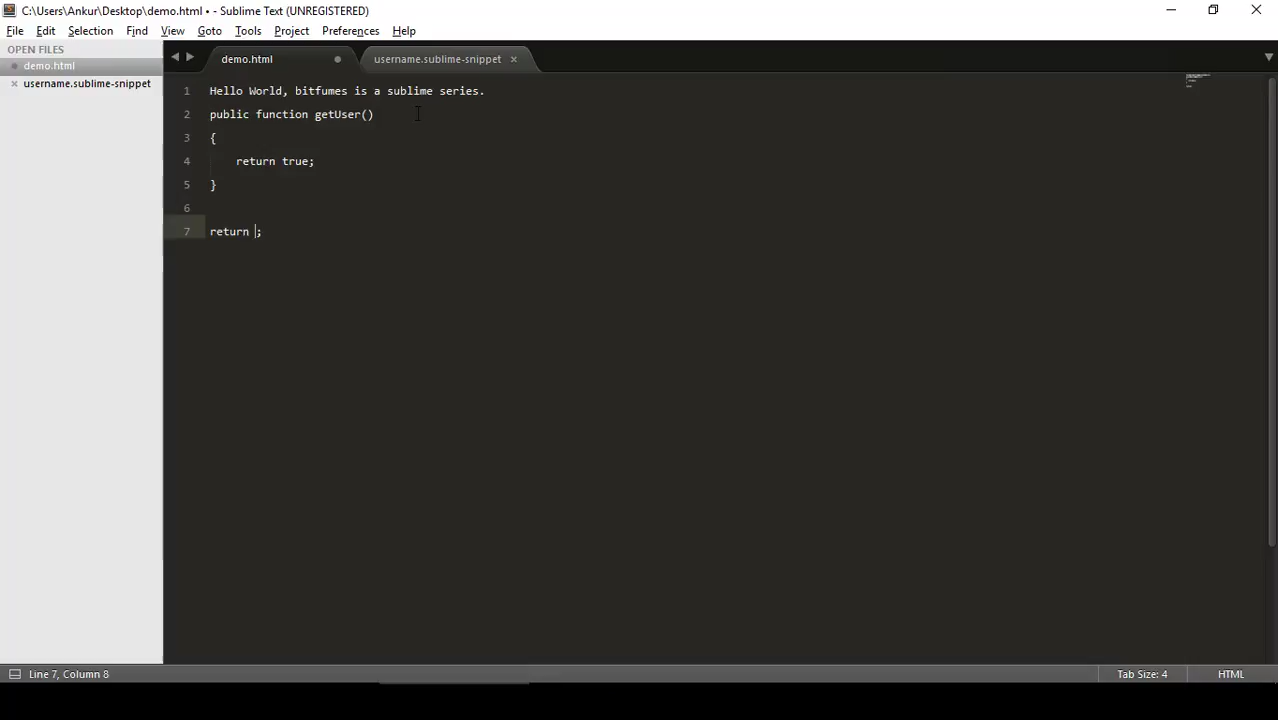 C:\Users\Ankur\Desktop\demo.html • - Sublime Text (UNREGISTERED)
File Edit Selection Find View Goto Tools Project Preferences Help
OPEN FILES
demo.html
username.sublime-snippet
demo.html username.sublime-snippet
1 Hello World, bitfumes is a sublime series.
2 public function getUser()
3 {
4 return true;
5 }
6
7 return ;
Line 7, Column 8 Tab Size: 4 HTML